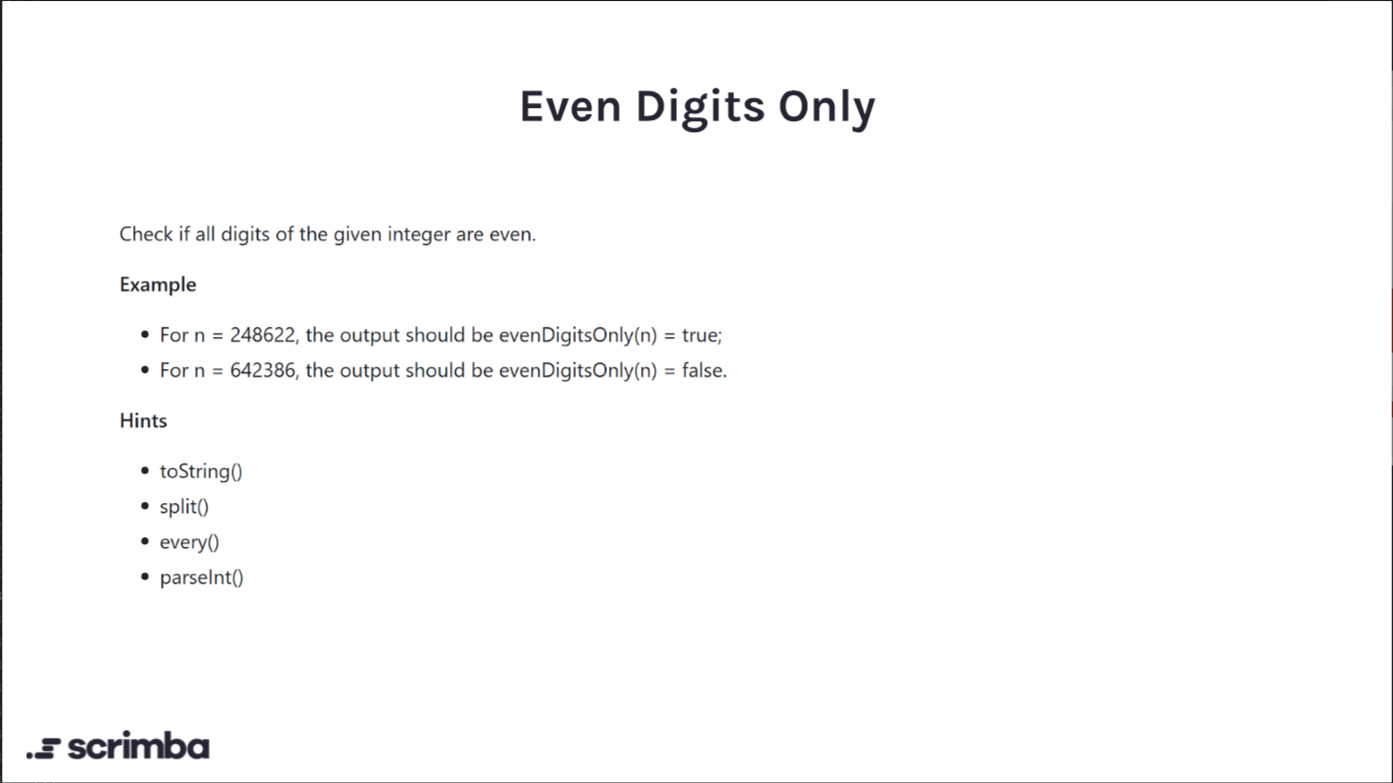 Even Digits Only
Check if all digits of the given integer are even.
Example
• For n = 248622, the output should be evenDigitsOnly(n) = true;
• For n = 642386, the output should be evenDigitsOnly(n) = false.
Hints
• toString()
• split()
• every()
• parseInt()
scrimba